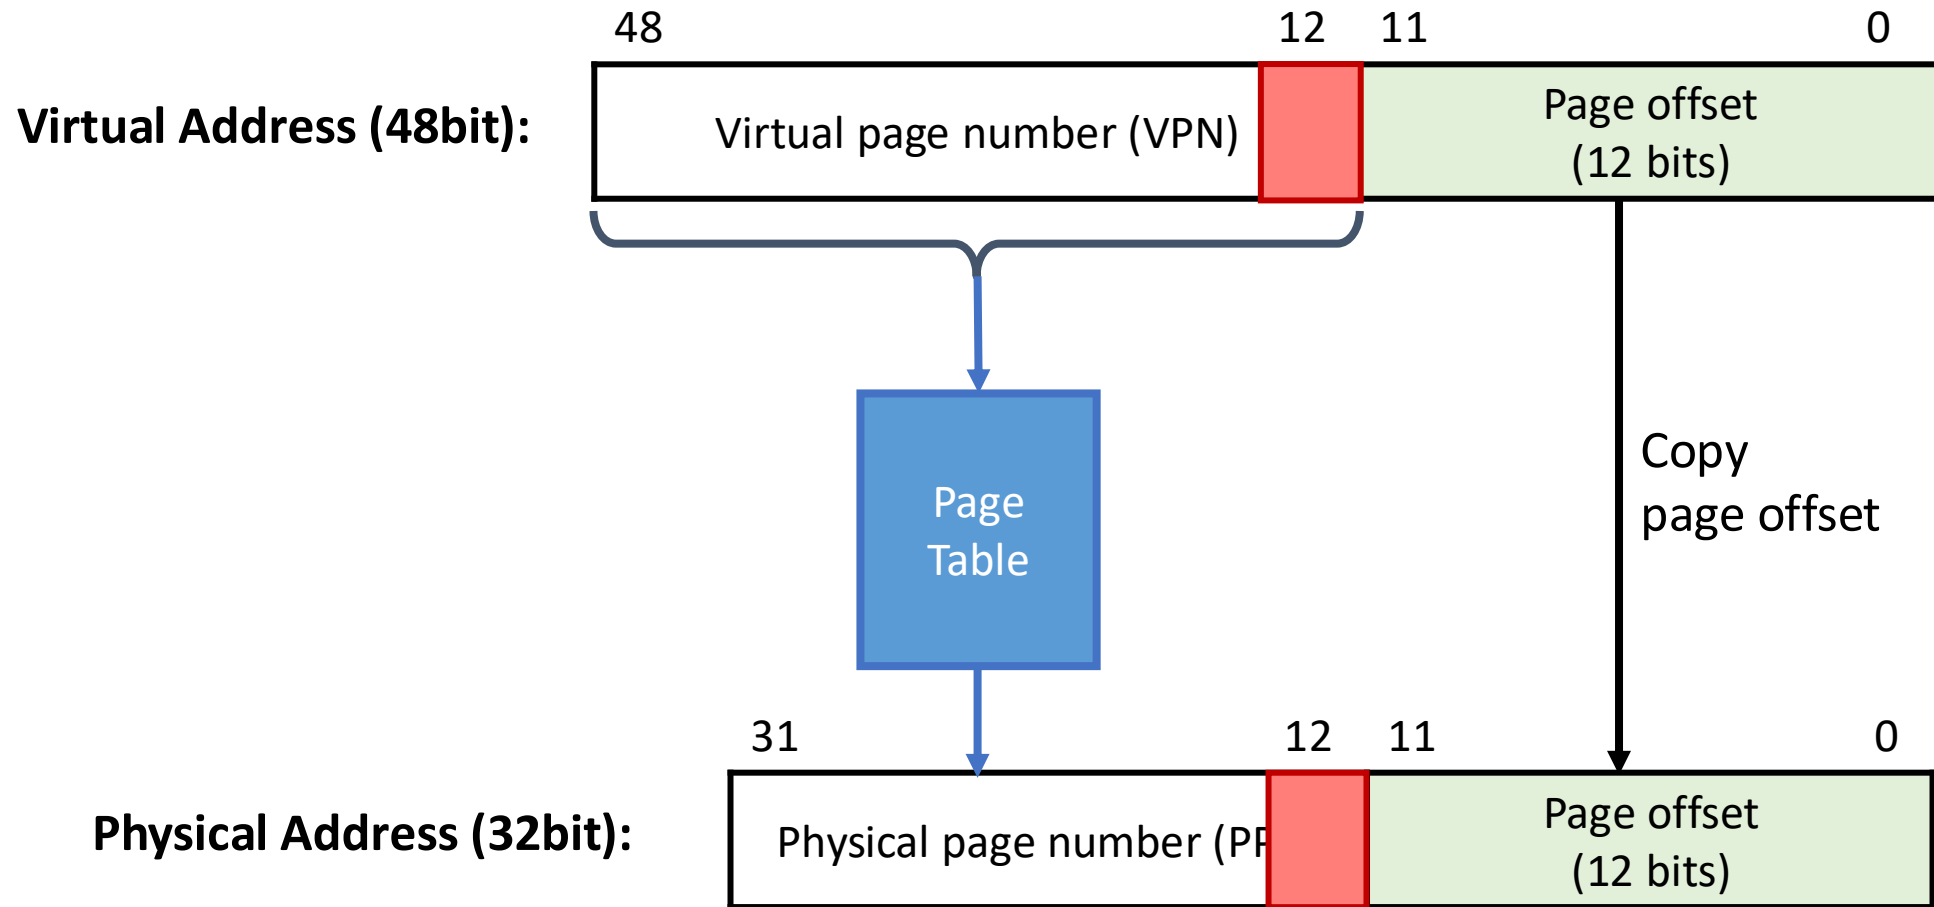 48 12 11 0
Virtual Address (48bit):
Virtual page number (VPN)
Page offset
(12 bits)
Page
Table
Copy
page offset
31 12 11 0
Physical Address (32bit):
Physical page number (PF
Page offset
(12 bits)